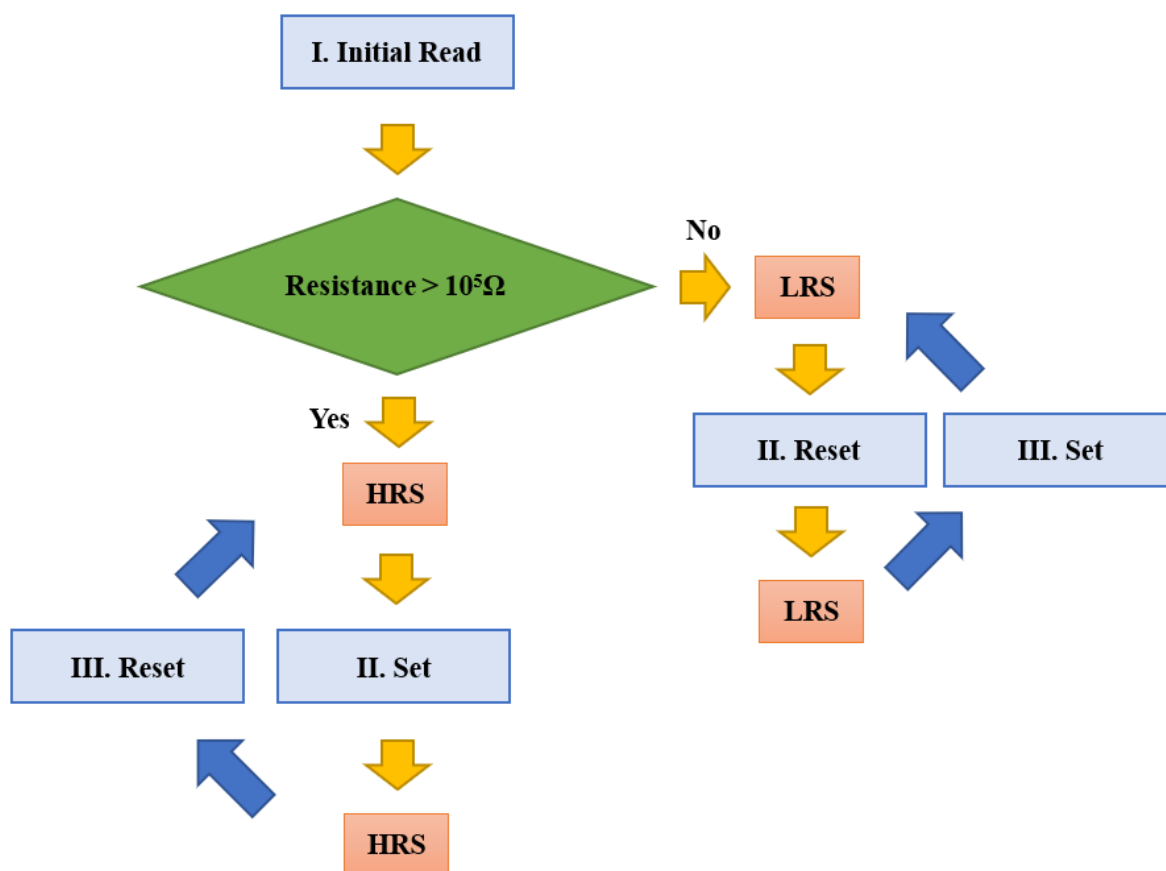 I. Initial Read
No
Resistance > 10⁵Ω
LRS
Yes
II. Reset
III. Set
HRS
LRS
III. Reset
II. Set
HRS